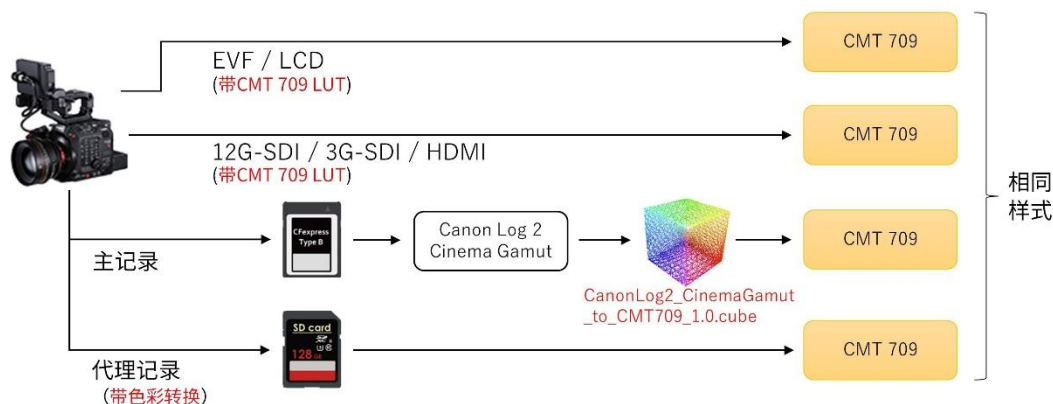 EVF / LCD
(带CMT 709 LUT)
CMT 709
12G-SDI / 3G-SDI / HDMI
(带CMT 709 LUT)
CMT 709
主记录
CFexpress
Type B
Canon Log 2
Cinema Gamut
CanonLog2_CinemaGamut
_to_CMT709_1.0.cube
CMT 709
代理记录
(带色彩转换)
SD card
128GB
CMT 709
相同
样式